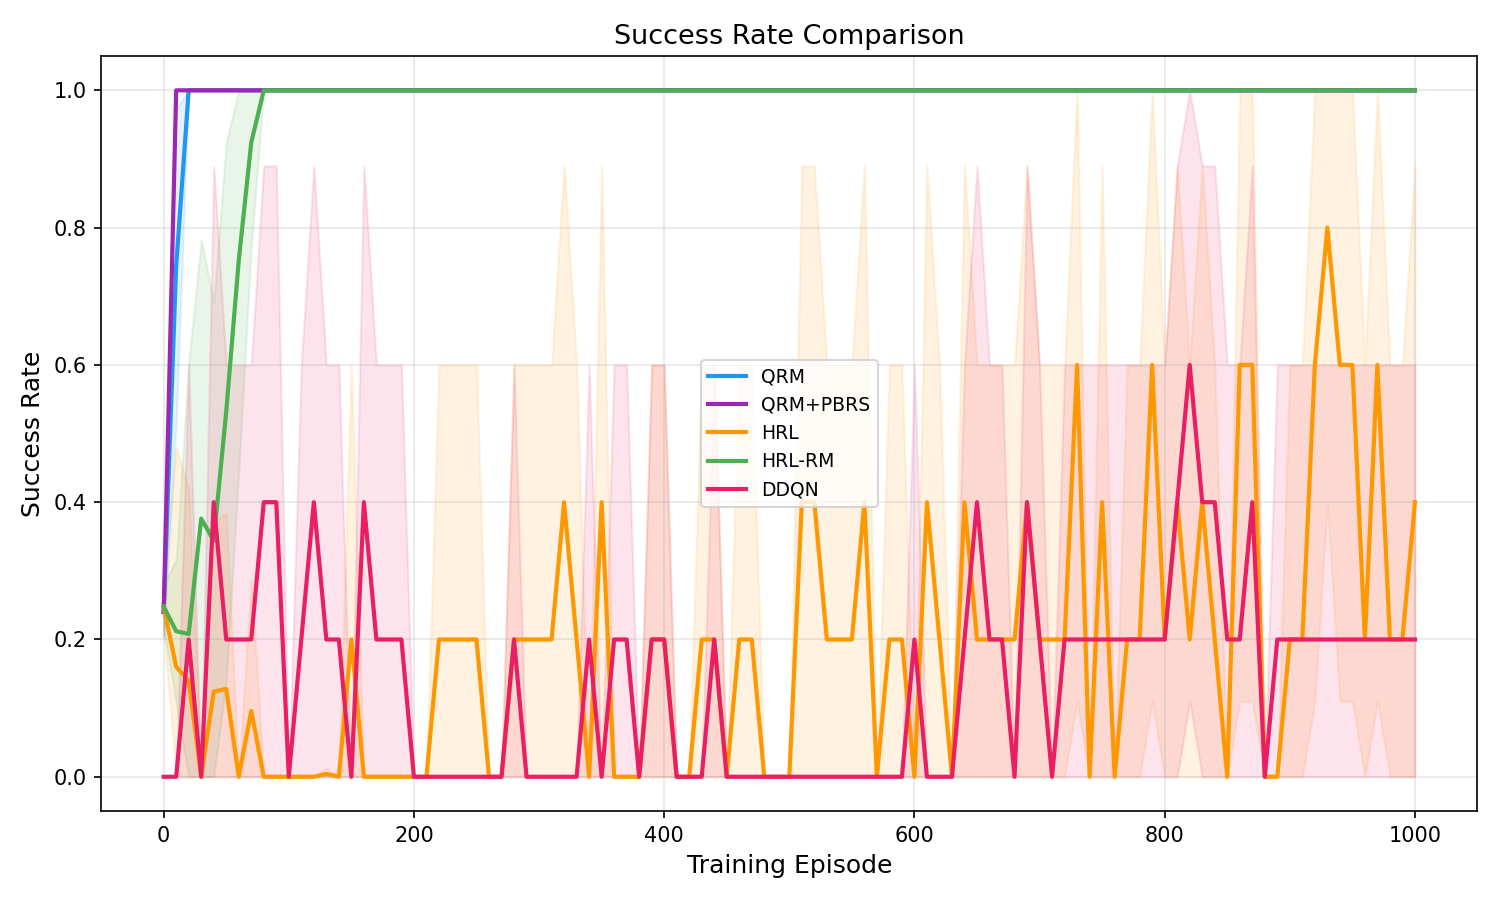 Success Rate Comparison
1.0
0.8
0.6
0.4
0.2
0.0
Success Rate
QRM
QRM+PBRS
HRL
HRL-RM
DDQN
0
200
400
600
800
1000
Training Episode